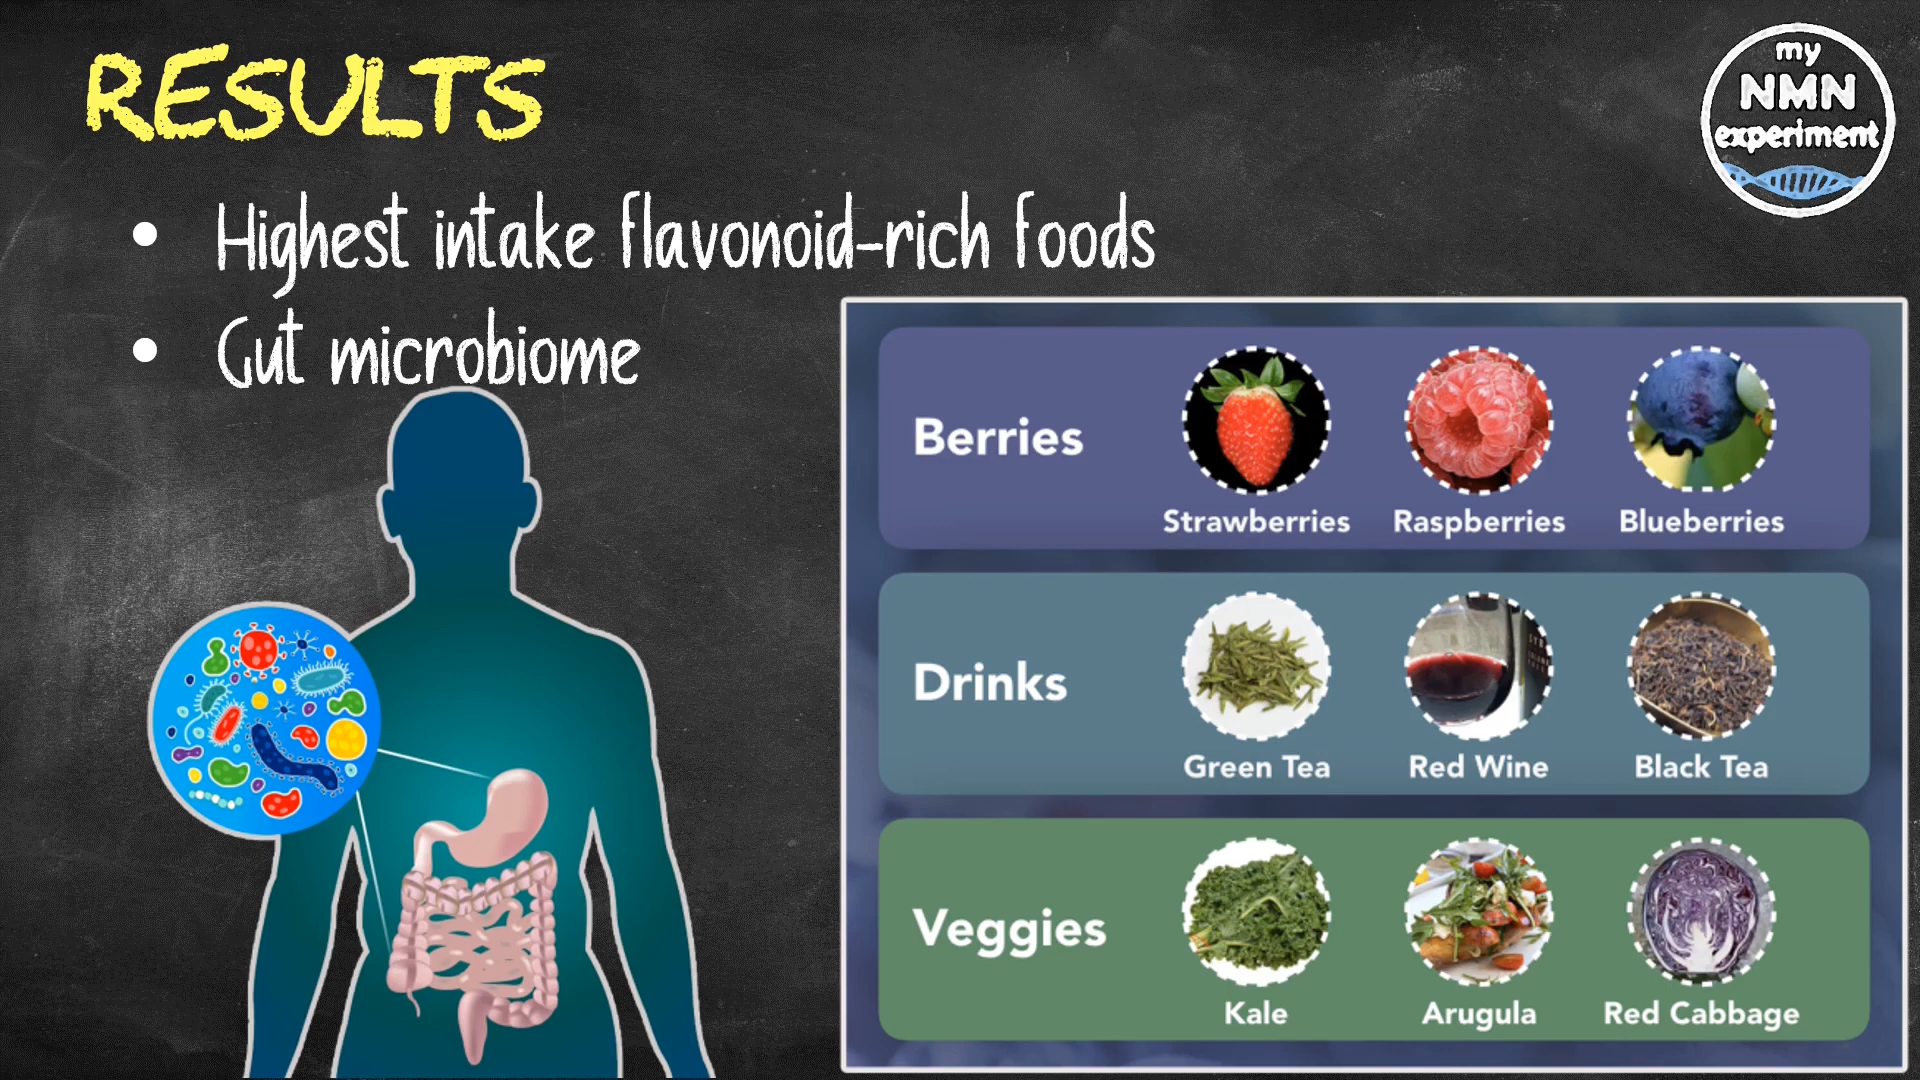 RESULTS
my
NMN
experiment
• Highest intake flavonoid-rich foods
• Gut microbiome
Berries
Strawberries Raspberries Blueberries
Drinks
Green Tea Red Wine Black Tea
Veggies
Kale Arugula Red Cabbage